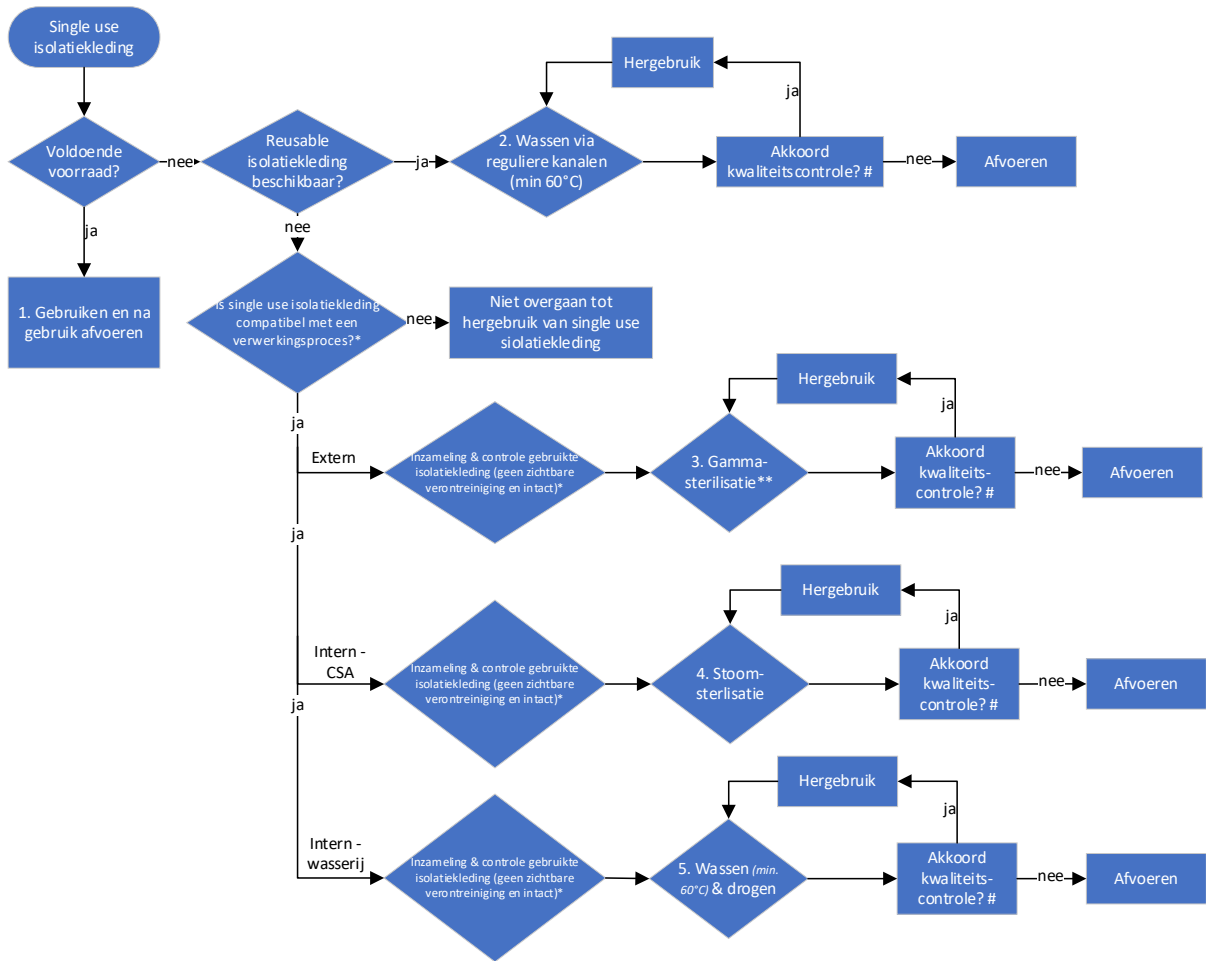 Single use
isolatiekleding
Voldoende
voorraad?
nee
Reusable
isolatiekleding
beschikbaar?
ja
2. Wassen via
reguliere kanalen
(min 60°C)
Hergebruik
ja
Akkoord
kwaliteitscontrole? #
nee
Afvoeren
ja
1. Gebruiken en na
gebruik afvoeren
nee
Is single use isolatiekleding
compatibel met een
verwerkingsproces?*
nee
Niet overgaan tot
hergebruik van single use
siolatiekleding
ja
Extern
Inzameling & controle gebruikte
isolatiekleding (geen zichtbare
verontreiniging en intact)*
3. Gamma-
sterilisatie**
Hergebruik
ja
Akkoord
kwaliteits-
controle? #
nee
Afvoeren
ja
Intern -
CSA
Inzameling & controle gebruikte
isolatiekleding (geen zichtbare
verontreiniging en intact)*
4. Stoom-
sterlisatie
Hergebruik
ja
Akkoord
kwaliteits-
controle? #
nee
Afvoeren
ja
Intern -
wasserij
Inzameling & controle gebruikte
isolatiekleding (geen zichtbare
verontreiniging en intact)*
5. Wassen (min.
60°C) & drogen
Hergebruik
ja
Akkoord
kwaliteits-
controle? #
nee
Afvoeren